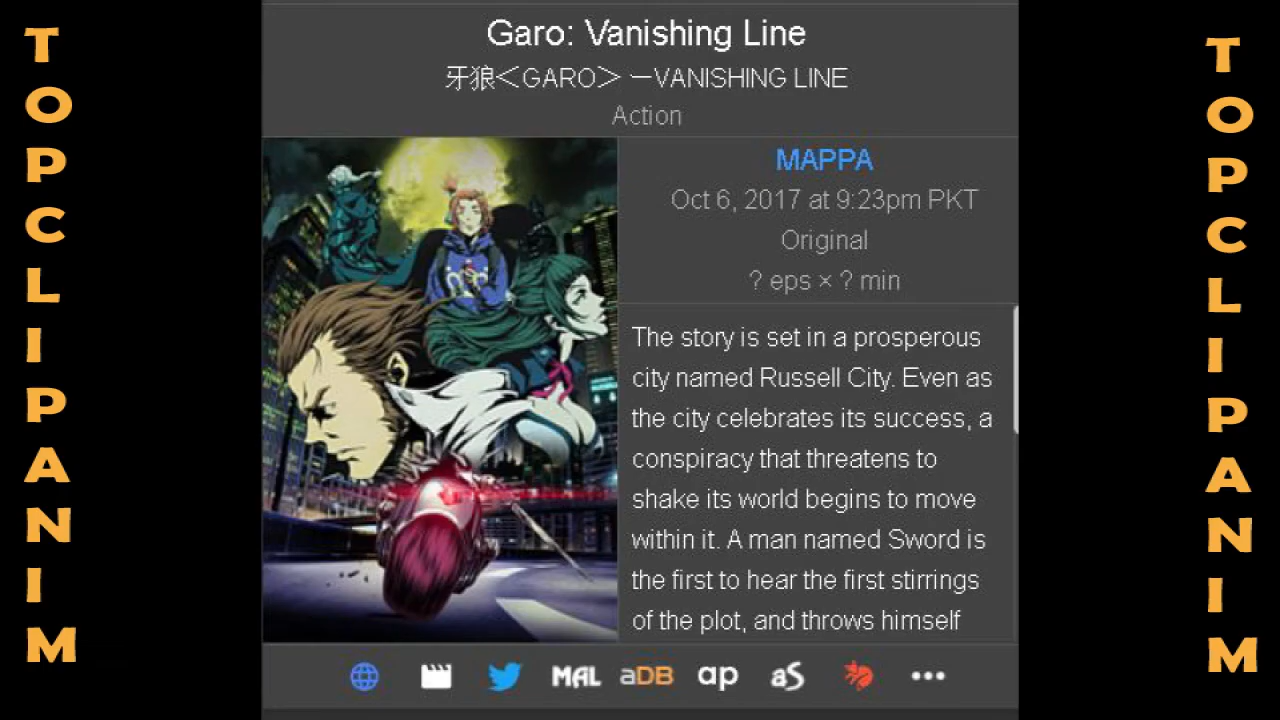 TOPCLIPANIM
Garo: Vanishing Line
牙狼＜GARO＞ －VANISHING LINE
Action
MAPPA
Oct 6, 2017 at 9:23pm PKT
Original
? eps × ? min
The story is set in a prosperous
city named Russell City. Even as
the city celebrates its success, a
conspiracy that threatens to
shake its world begins to move
within it. A man named Sword is
the first to hear the first stirrings
of the plot, and throws himself
MAL aDB ap aS
TOPCLIPANIM